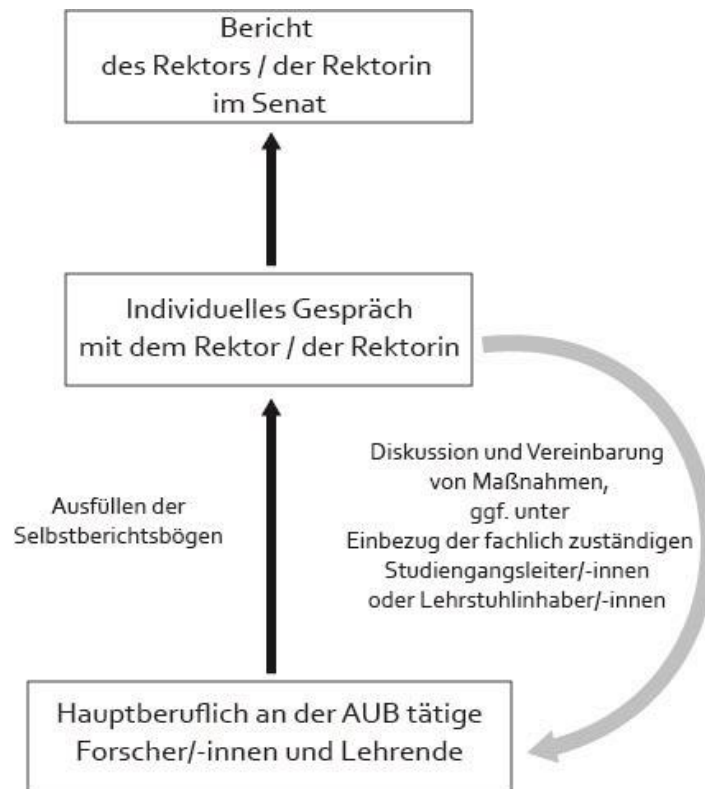 Bericht
des Rektors / der Rektorin
im Senat
Individuelles Gespräch
mit dem Rektor / der Rektorin
Ausfüllen der
Selbstberichtsbögen
Diskussion und Vereinbarung
von Maßnahmen,
ggf. unter
Einbezug der fachlich zuständigen
Studiengangsleiter/-innen
oder Lehrstuhlinhaber/-innen
Hauptberuflich an der AUB tätige
Forscher/-innen und Lehrende